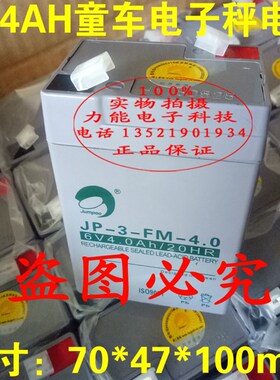 4AH童车电子秤电
100%
实物拍摄
力能电子科技
电话 13521901934
正品保证
Jumpoo
JP-3-FM-4.0
6V4.0Ah/20HR
RECHARGEABLE SEALED LEAD-ACID BATTERY
盗图必究
寸：70*47*100m